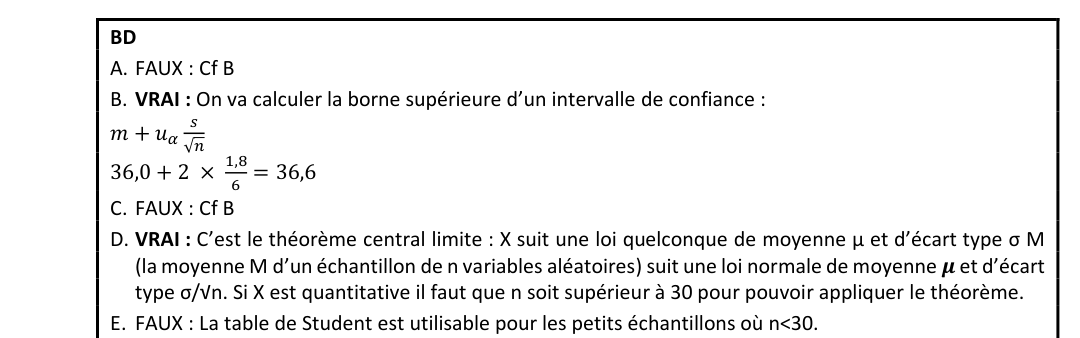 BD
A. FAUX : Cf B
B. VRAI : On va calculer la borne supérieure d’un intervalle de confiance :
m + uα s/√n
36,0 + 2 × 1,8/6 = 36,6
C. FAUX : Cf B
D. VRAI : C’est le théorème central limite : X suit une loi quelconque de moyenne µ et d’écart type σ M
(la moyenne M d’un échantillon de n variables aléatoires) suit une loi normale de moyenne µ et d’écart
type σ/√n. Si X est quantitative il faut que n soit supérieur à 30 pour pouvoir appliquer le théorème.
E. FAUX : La table de Student est utilisable pour les petits échantillons où n<30.